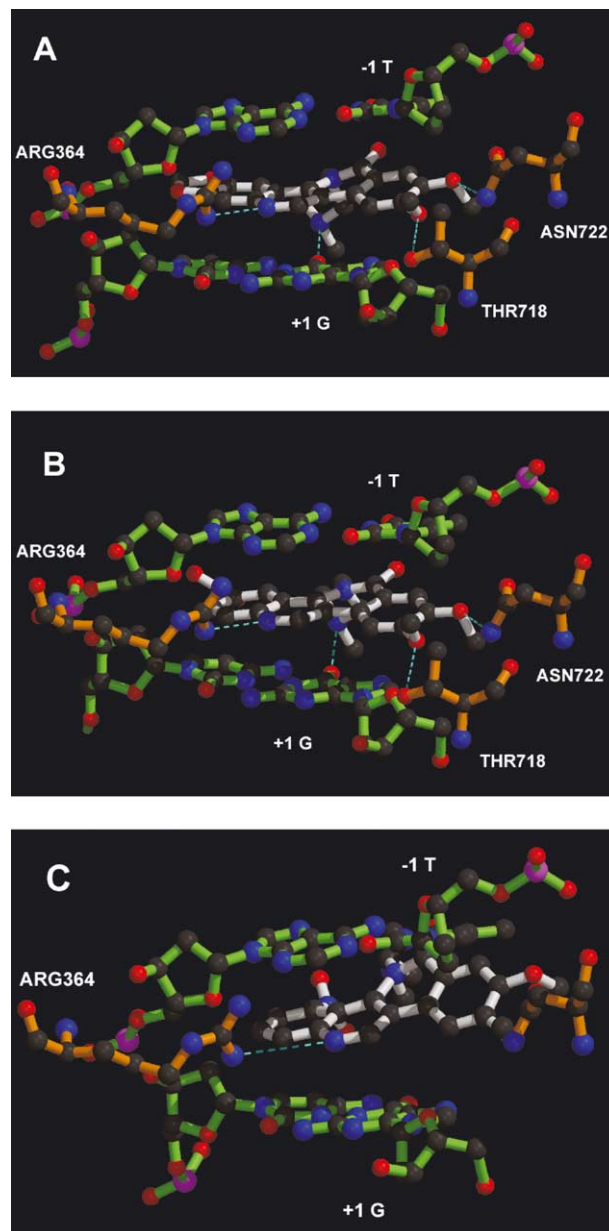 A
-1 T
ARG364
ASN722
THR718
+1 G
B
-1 T
ARG364
ASN722
+1 G
THR718
C
-1 T
ARG364
+1 G